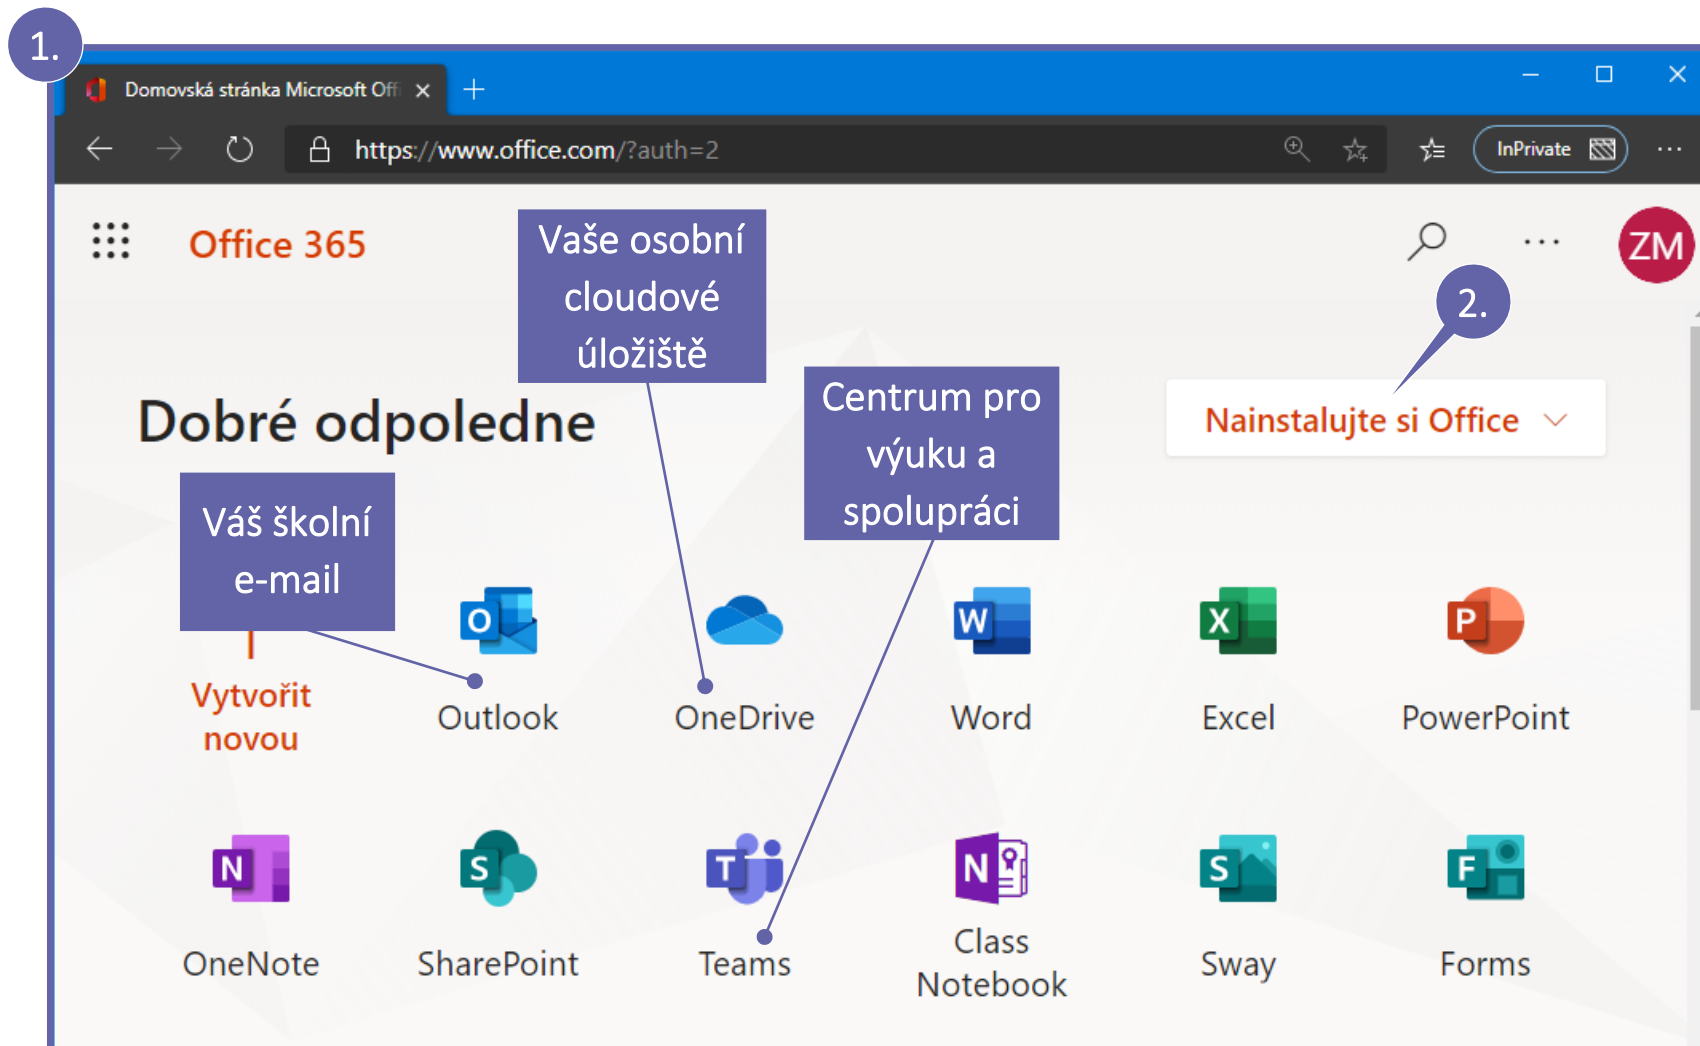 1.
Domovská stránka Microsoft Offi
https://www.office.com/?auth=2
InPrivate
Office 365
ZM
Vaše osobní
cloudové
úložiště
2.
Dobré odpoledne
Centrum pro
výuku a
spolupráci
Nainstalujte si Office
Váš školní
e-mail
Vytvořit
novou
Outlook
OneDrive
Word
Excel
PowerPoint
OneNote
SharePoint
Teams
Class
Notebook
Sway
Forms